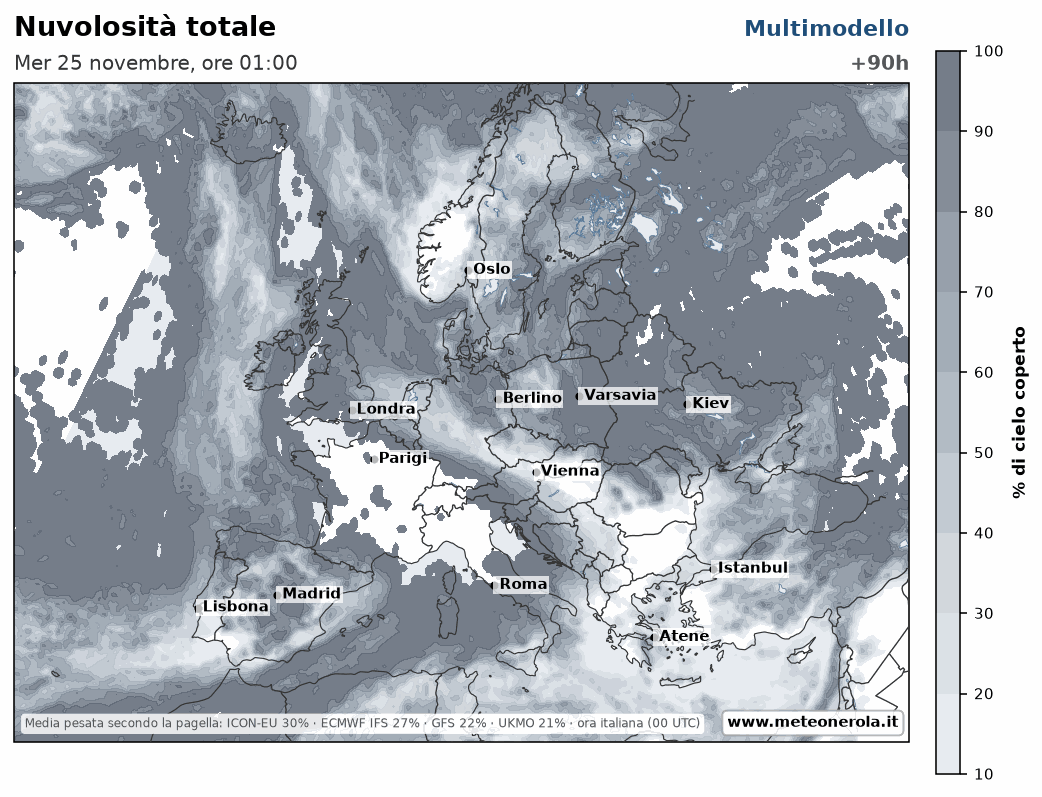 Nuvolosità totale
Multimodello
Mer 25 novembre, ore 01:00
+90h
100
90
80
70
60
50
40
30
20
10
% di cielo coperto
Oslo
Londra
Berlino
Varsavia
Kiev
Parigi
Vienna
Istanbul
Roma
Madrid
Lisbona
Atene
Media pesata secondo la pagella: ICON-EU 30% · ECMWF IFS 27% · GFS 22% · UKMO 21% · ora italiana (00 UTC)
www.meteonerola.it